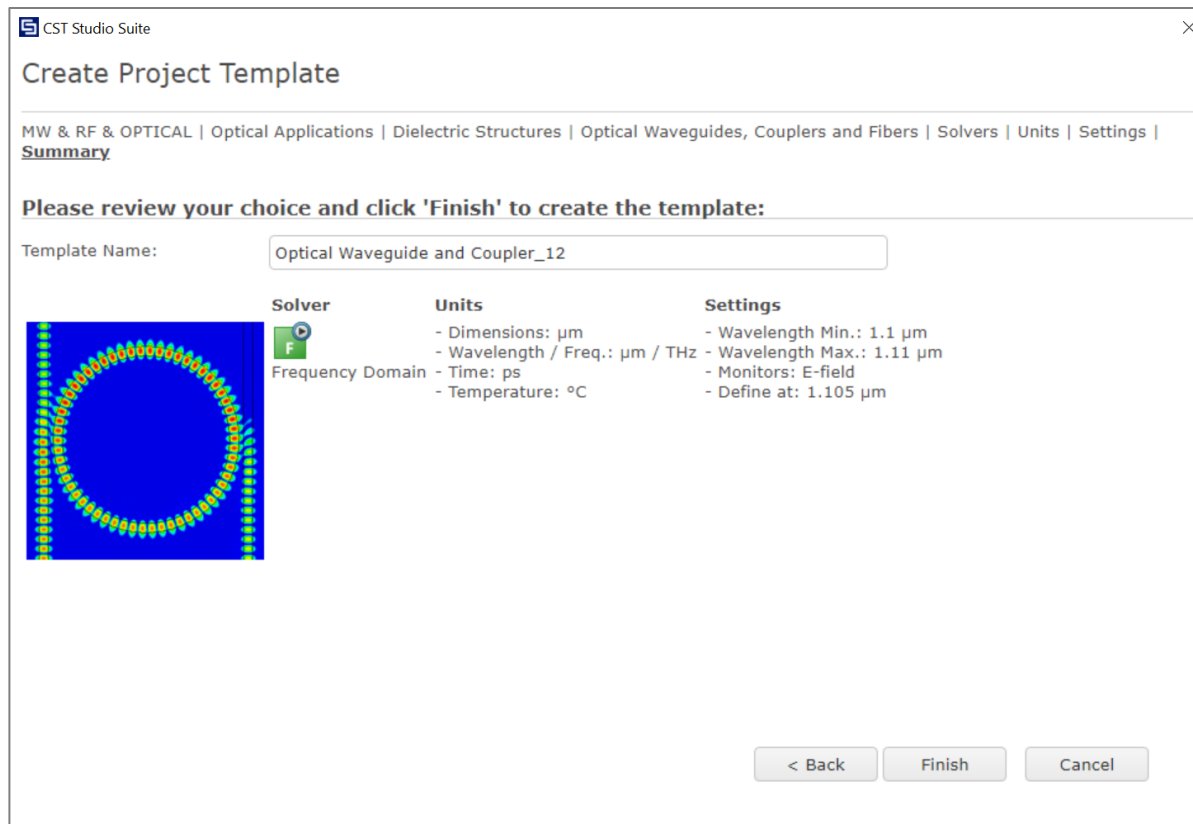 CST Studio Suite
Create Project Template
MW & RF & OPTICAL | Optical Applications | Dielectric Structures | Optical Waveguides, Couplers and Fibers | Solvers | Units | Settings |
Summary
Please review your choice and click 'Finish' to create the template:
Template Name:
Optical Waveguide and Coupler_12
Solver
F
Frequency Domain
Units
- Dimensions: μm
- Wavelength / Freq.: μm / THz
- Time: ps
- Temperature: °C
Settings
- Wavelength Min.: 1.1 μm
- Wavelength Max.: 1.11 μm
- Monitors: E-field
- Define at: 1.105 μm
< Back
Finish
Cancel